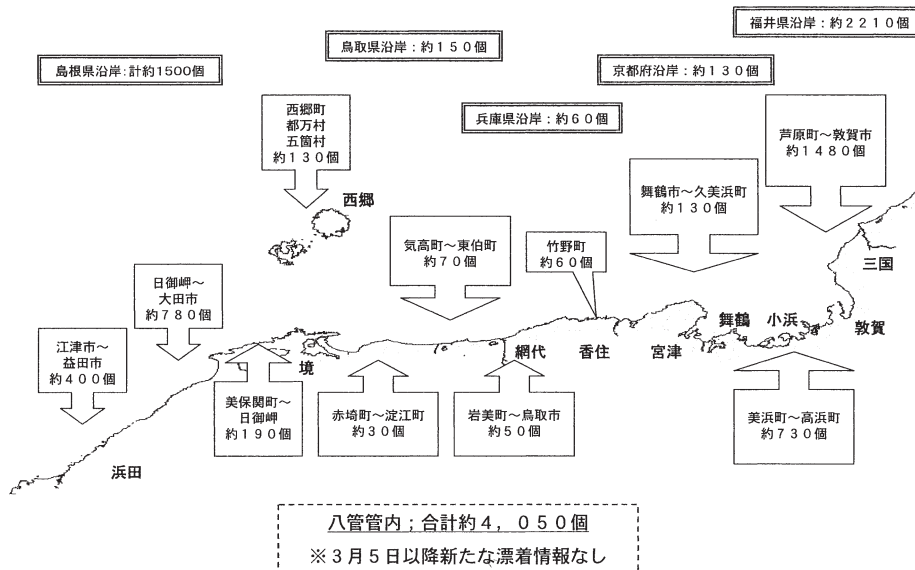 福井県沿岸：約２２１０個
鳥取県沿岸：約１５０個
島根県沿岸：計約1500個
京都府沿岸：約１３０個
兵庫県沿岸：約６０個
西郷町
都万村
五箇村
約１３０個
芦原町～敦賀市
約１４８０個
舞鶴市～久美浜町
約１３０個
西郷
気高町～東伯町
約７０個
竹野町
約６０個
三国
日御岬～
大田市
約７８０個
舞鶴
小浜
敦賀
江津市～
益田市
約４００個
境
網代
香住
宮津
美保関町～
日御岬
約１９０個
赤埼町～淀江町
約３０個
岩美町～鳥取市
約５０個
美浜町～高浜町
約７３０個
浜田
八管管内；合計約４，０５０個
※３月５日以降新たな漂着情報なし